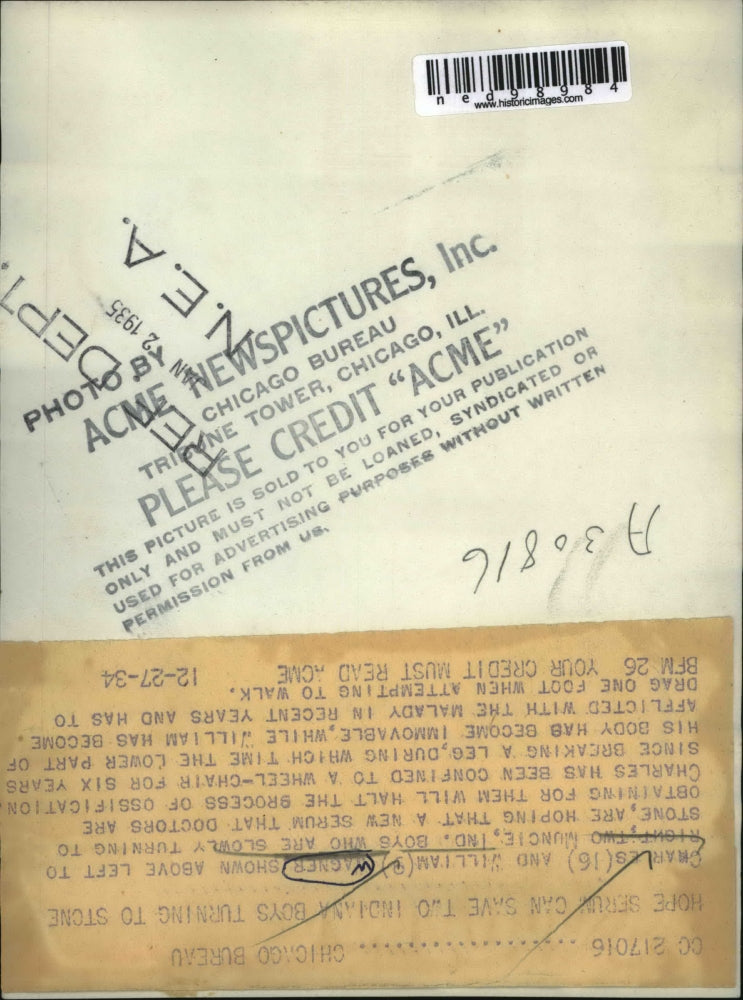 ned98984
www.historicimages.com
PHOTO BY
ACME NEWSPICTURES, Inc.
CHICAGO BUREAU
TRIBUNE TOWER, CHICAGO, ILL.
PLEASE CREDIT "ACME"
THIS PICTURE IS SOLD TO YOU FOR YOUR PUBLICATION
ONLY AND MUST NOT BE LOANED, SYNDICATED OR
USED FOR ADVERTISING PURPOSES WITHOUT WRITTEN
PERMISSION FROM US.
N.E.A.
JAN 2 1935
DEPT.
A30816
CC 217016 .................... CHICAGO BUREAU
HOPE SERUM CAN SAVE TWO INDIANA BOYS TURNING TO STONE
CHARLES(16) AND WILLIAM WAGNER SHOWN ABOVE LEFT TO
RIGHT,TWO MUNCIE,IND. BOYS WHO ARE SLOWLY TURNING TO
STONE,ARE HOPING THAT A NEW SERUM THAT DOCTORS ARE
OBTAINING FOR THEM WILL HALT THE PROCESS OF OSSIFICATION.
CHARLES HAS BEEN CONFINED TO A WHEEL-CHAIR FOR SIX YEARS
SINCE BREAKING A LEG,DURING WHICH TIME THE LOWER PART OF
HIS BODY HAB BECOME IMMOVABLE,WHILE WILLIAM HAS BECOME
AFFLICTED WITH THE MALADY IN RECENT YEARS AND HAS TO
DRAG ONE FOOT WHEN ATTEMPTING TO WALK.
BFM 26 YOUR CREDIT MUST READ ACME 12-27-34